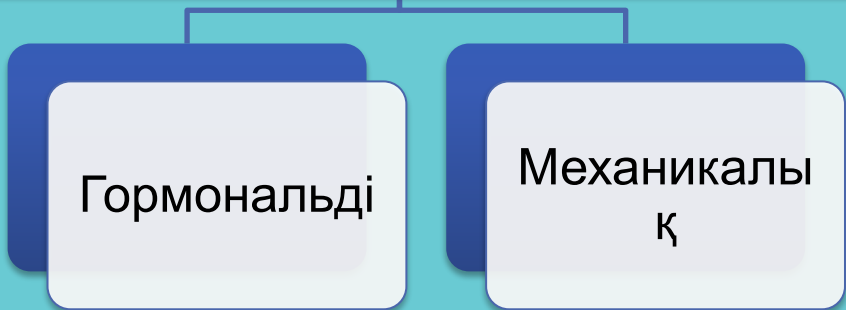 Гормональді
Механикалы
қ